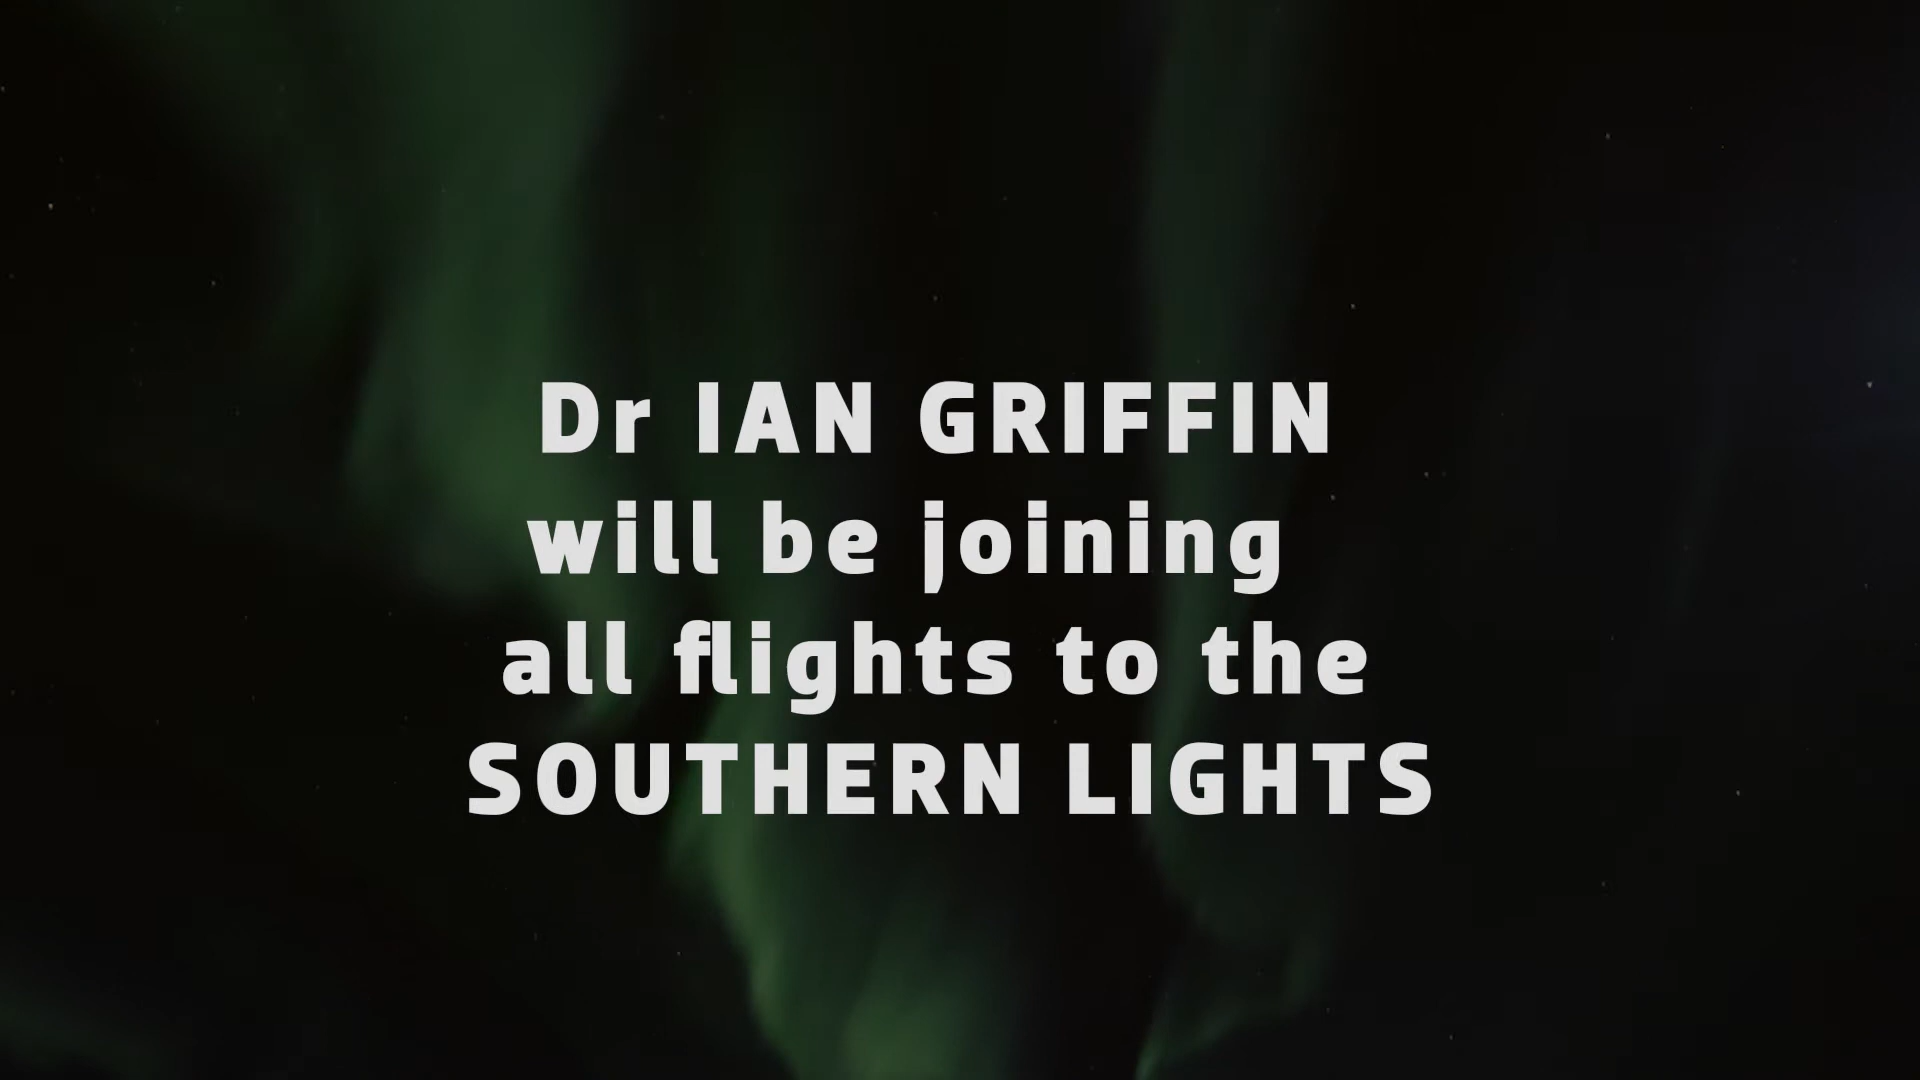 Dr IAN GRIFFIN
will be joining
all flights to the
SOUTHERN LIGHTS